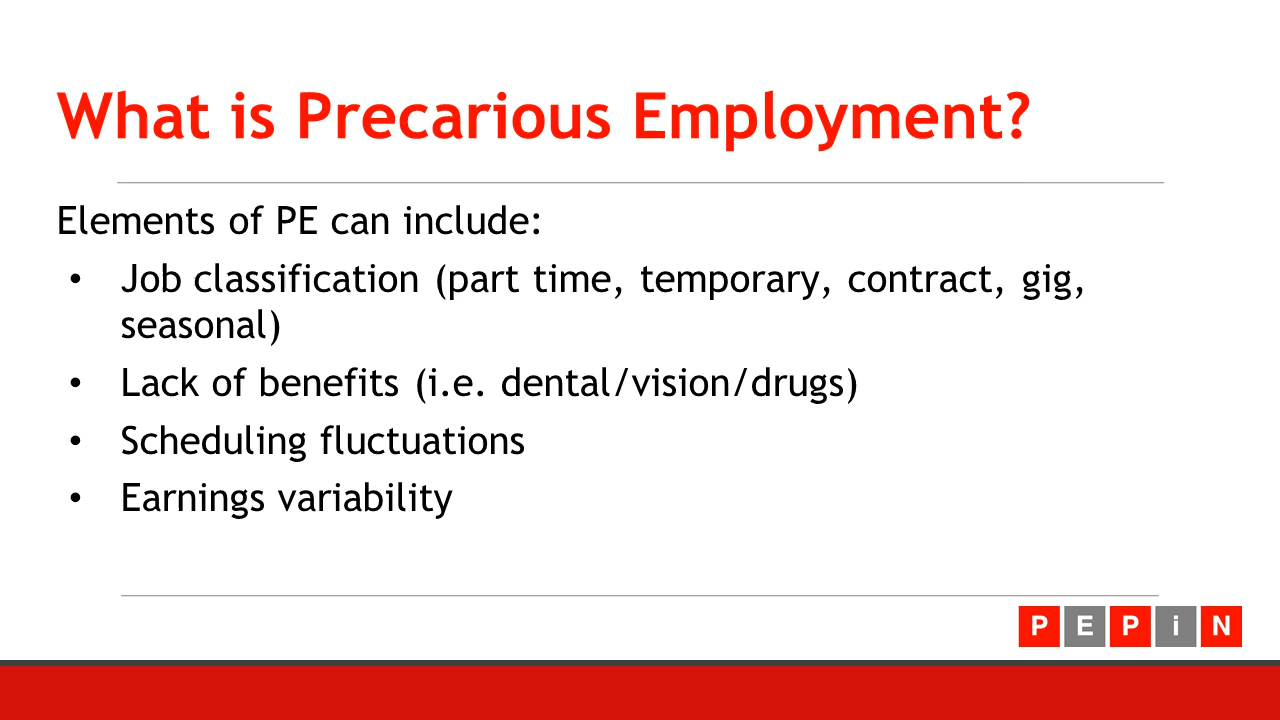 What is Precarious Employment?
Elements of PE can include:
• Job classification (part time, temporary, contract, gig,
seasonal)
• Lack of benefits (i.e. dental/vision/drugs)
• Scheduling fluctuations
• Earnings variability
PEPiN